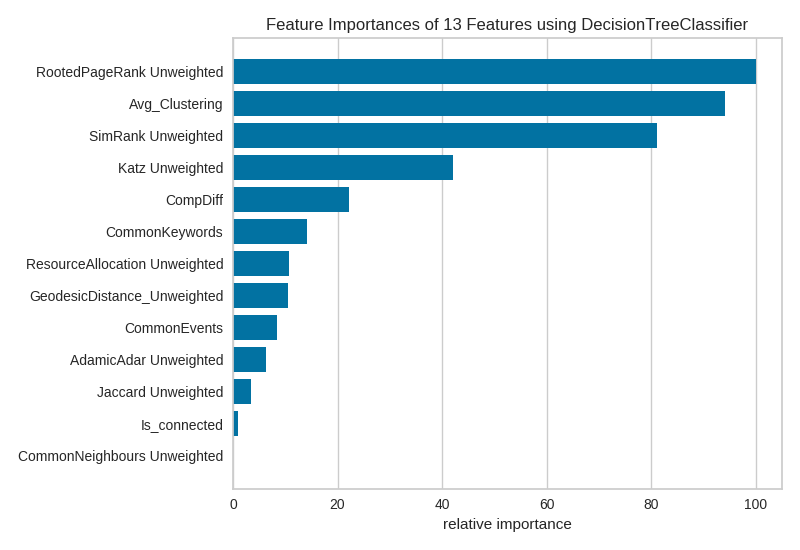 Feature Importances of 13 Features using DecisionTreeClassifier
RootedPageRank Unweighted
Avg_Clustering
SimRank Unweighted
Katz Unweighted
CompDiff
CommonKeywords
ResourceAllocation Unweighted
GeodesicDistance_Unweighted
CommonEvents
AdamicAdar Unweighted
Jaccard Unweighted
Is_connected
CommonNeighbours Unweighted
0 20 40 60 80 100
relative importance